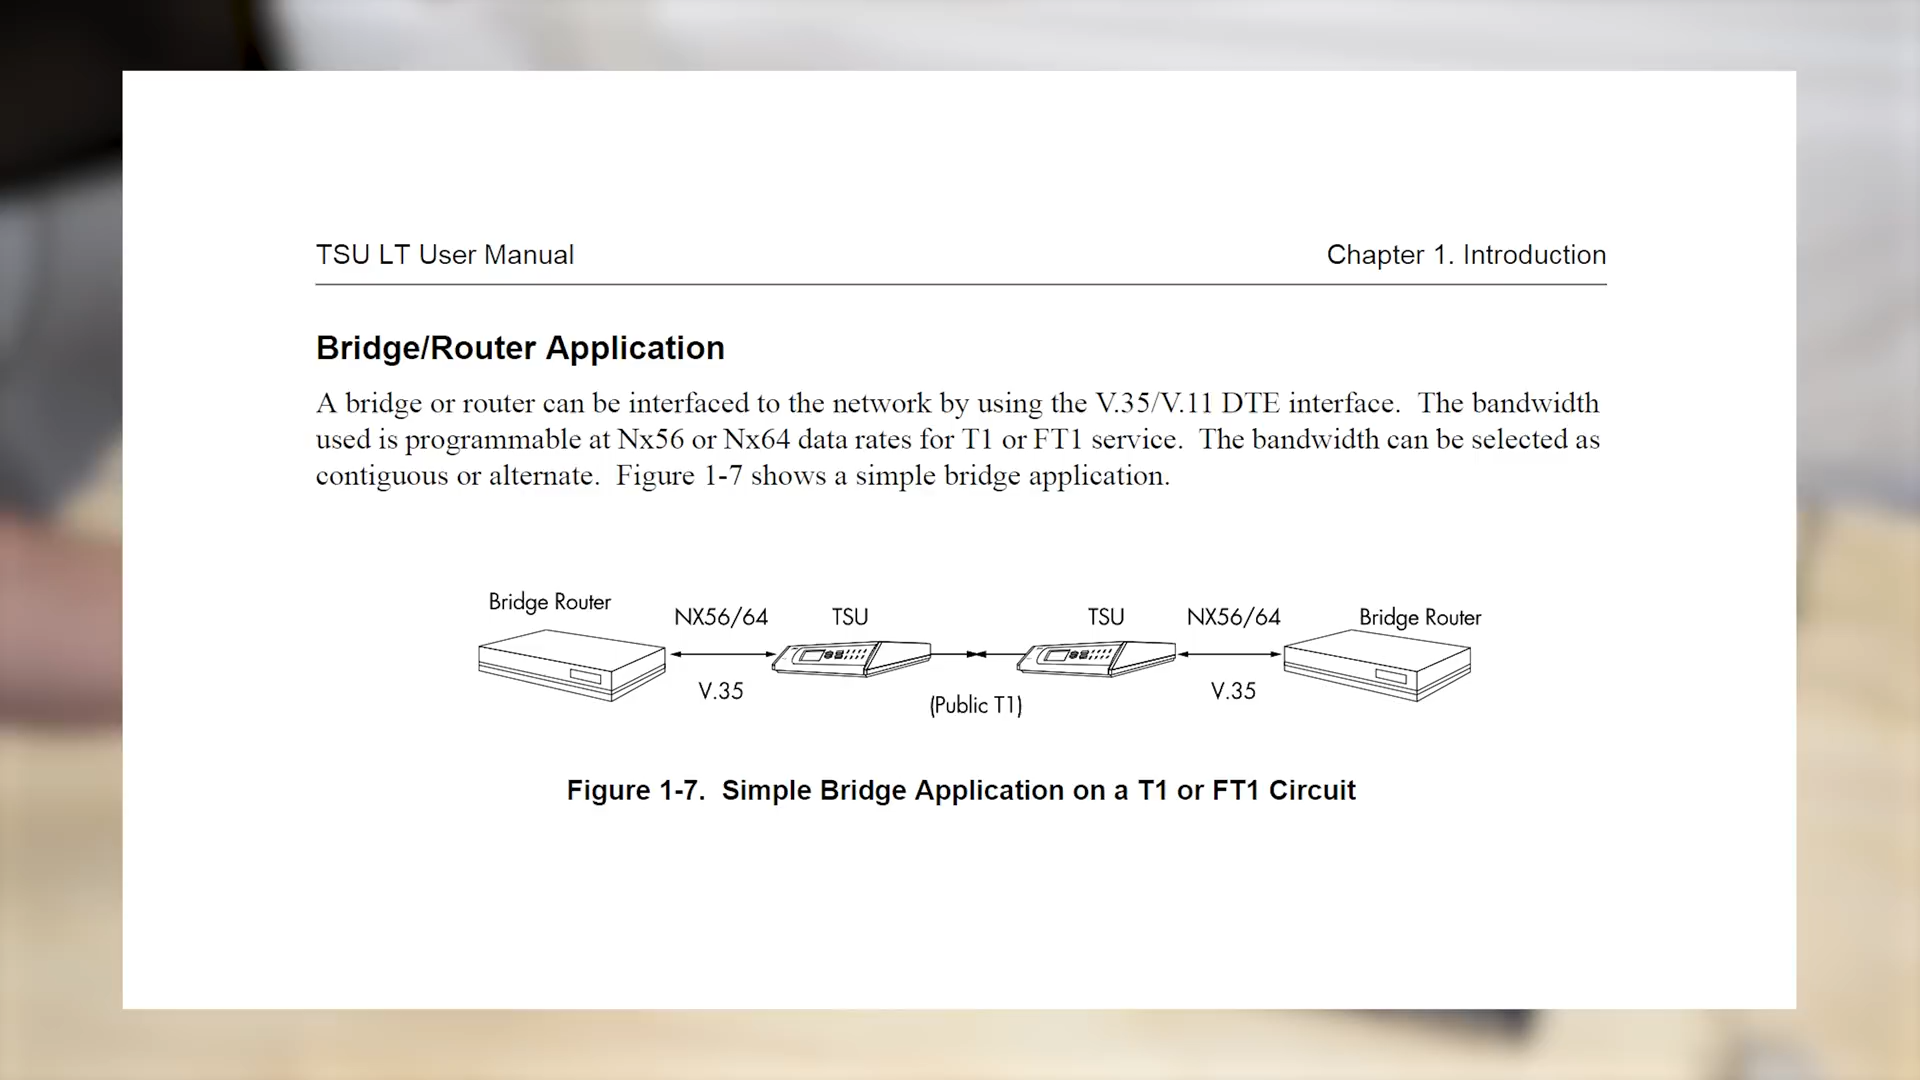 TSU LT User Manual
Chapter 1. Introduction
Bridge/Router Application
A bridge or router can be interfaced to the network by using the V.35/V.11 DTE interface.  The bandwidth
used is programmable at Nx56 or Nx64 data rates for T1 or FT1 service.  The bandwidth can be selected as
contiguous or alternate.  Figure 1-7 shows a simple bridge application.
Bridge Router
NX56/64
TSU
TSU
NX56/64
Bridge Router
V.35
(Public T1)
V.35
Figure 1-7.  Simple Bridge Application on a T1 or FT1 Circuit